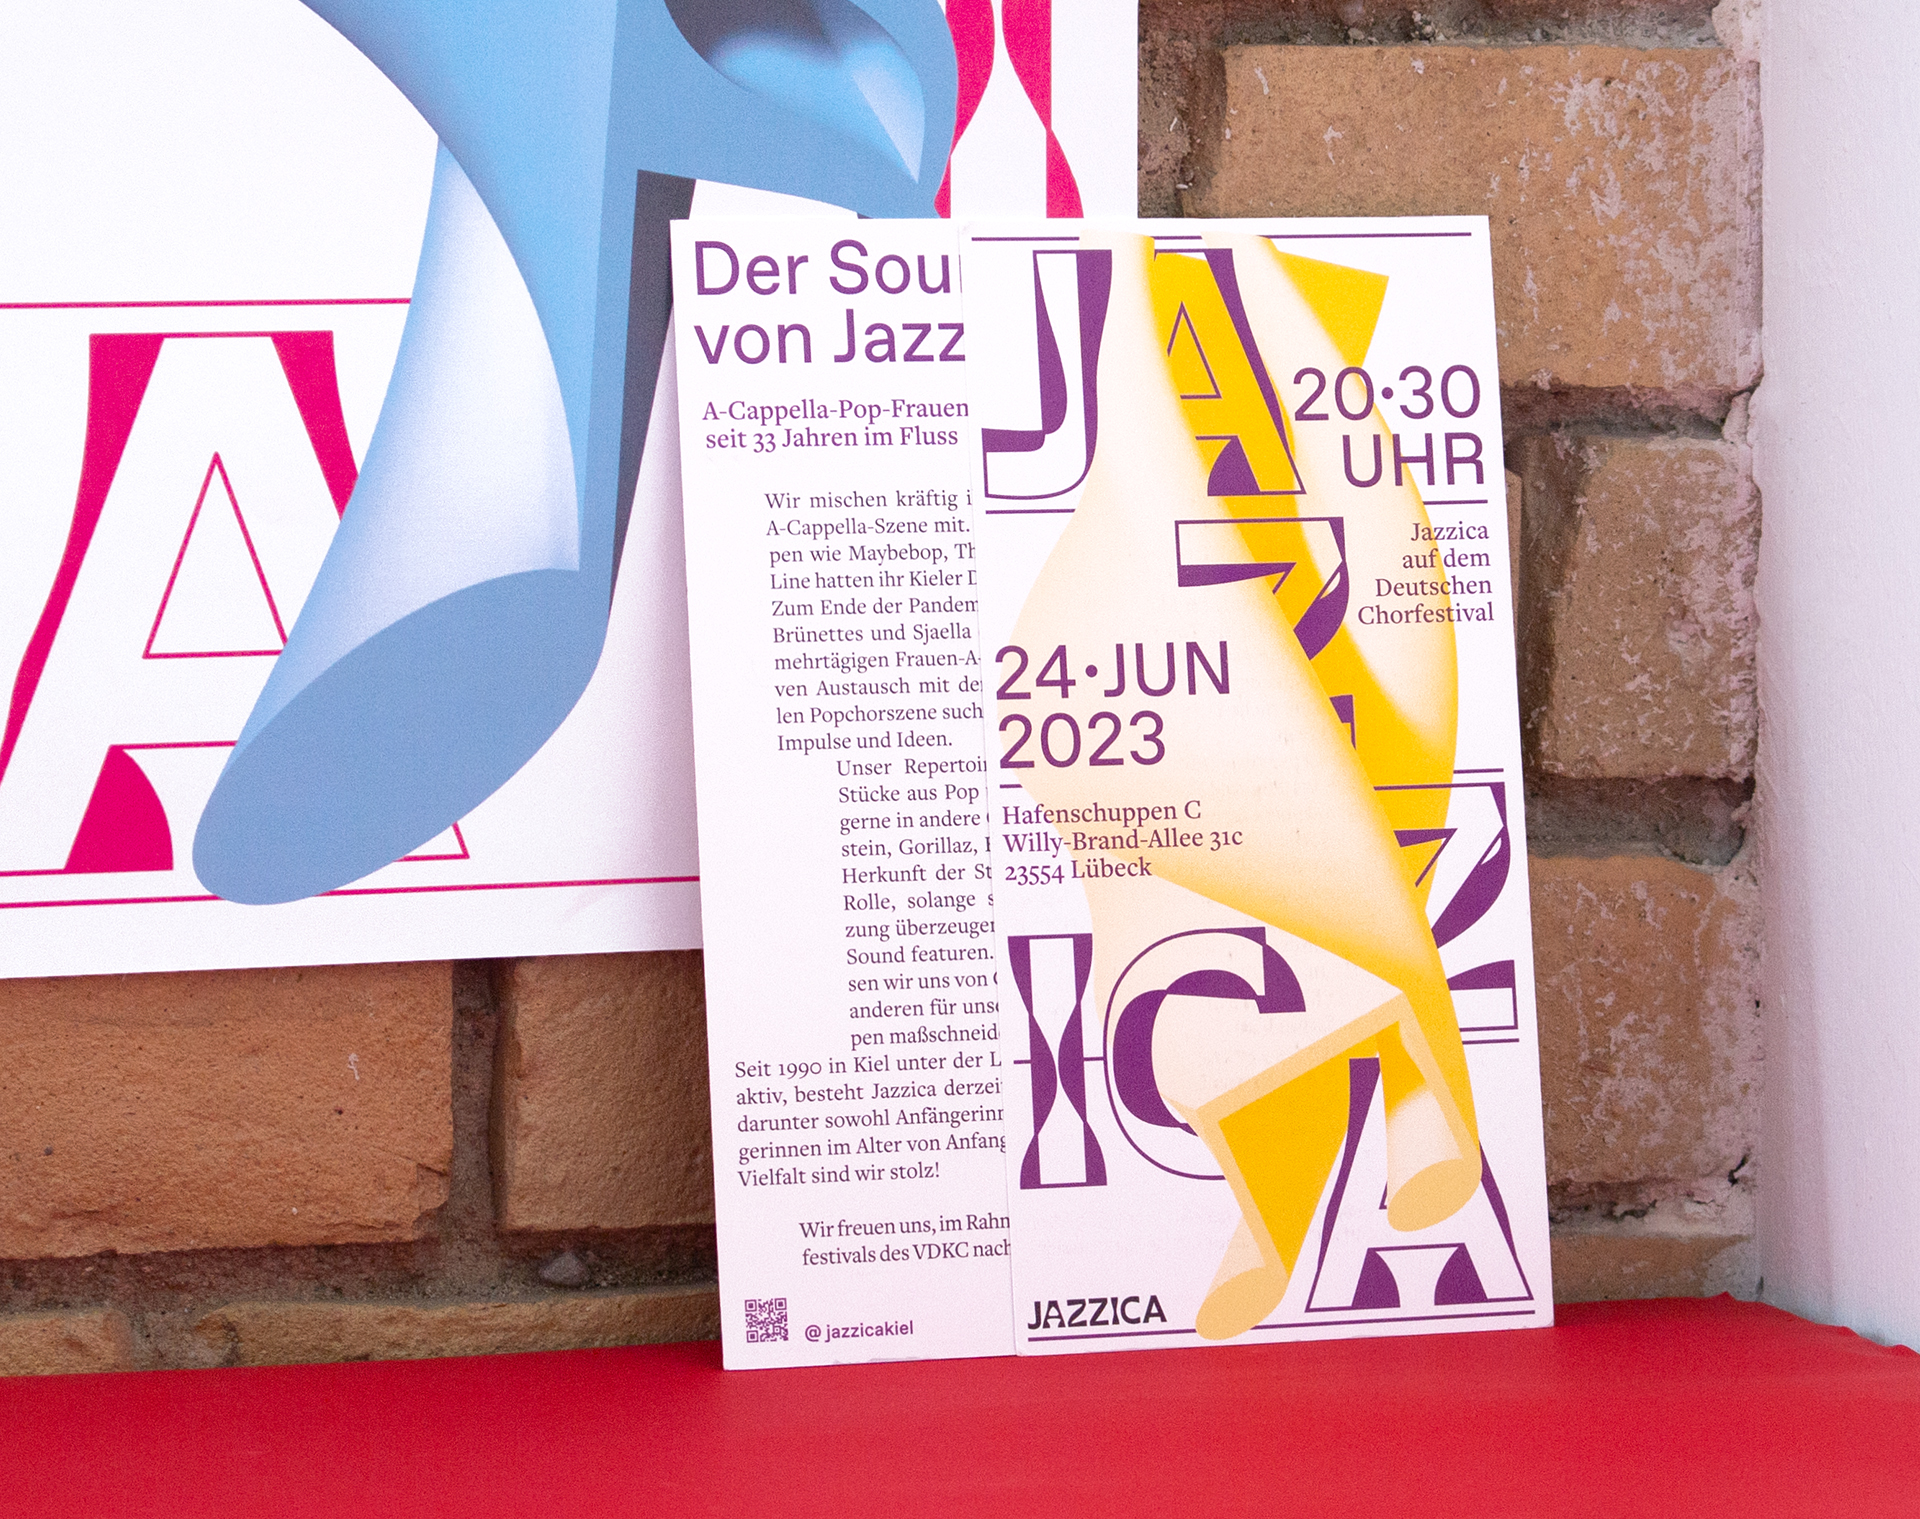 Der Sou
von Jazz
A-Cappella-Pop-Frauen
seit 33 Jahren im Fluss
Wir mischen kräftig i
A-Cappella-Szene mit.
pen wie Maybebop, Th
Line hatten ihr Kieler D
Zum Ende der Pandem
Brünettes und Sjaella
mehrtägigen Frauen-A-
ven Austausch mit de
len Popchorszene such
Impulse und Ideen.
Unser Repertoi
Stücke aus Pop
gerne in andere
stein, Gorillaz,
Herkunft der St
Rolle, solange s
zung überzeuge
Sound featuren.
sen wir uns von
anderen für uns
pen maßschneid
Seit 1990 in Kiel unter der L
aktiv, besteht Jazzica derzei
darunter sowohl Anfängerin
gerinnen im Alter von Anfang
Vielfalt sind wir stolz!
Wir freuen uns, im Rahm
festivals des VDKC nach
@ jazzicakiel
JA
20·30
UHR
Z
Jazzica
auf dem
Deutschen
Chorfestival
24·JUN
2023
Z
Hafenschuppen C
Willy-Brand-Allee 31c
23554 Lübeck
IC
A
JAZZICA
A